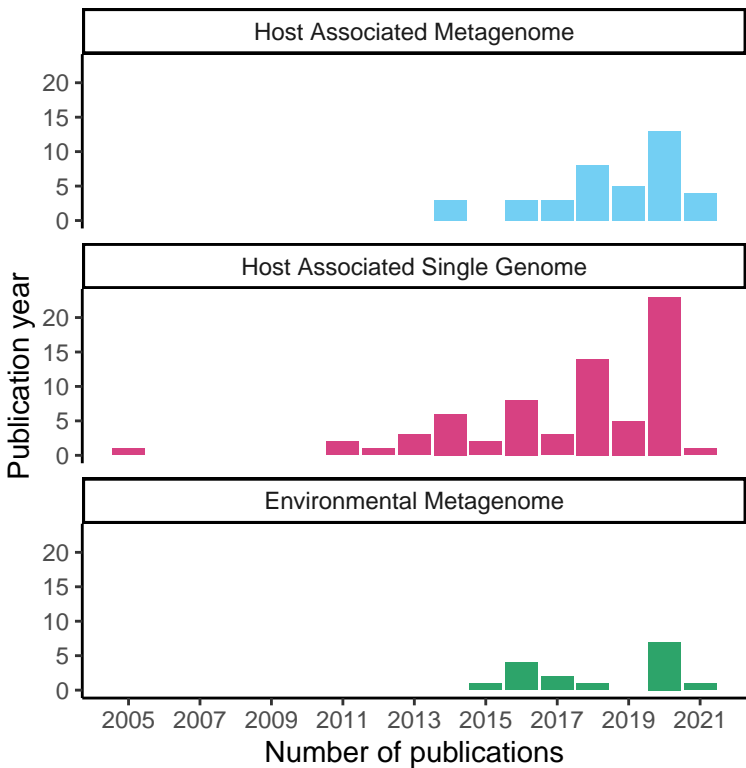 Host Associated Metagenome
20
15
10
5
0
Host Associated Single Genome
20
15
10
5
0
Environmental Metagenome
20
15
10
5
0
Publication year
2005 2007 2009 2011 2013 2015 2017 2019 2021
Number of publications